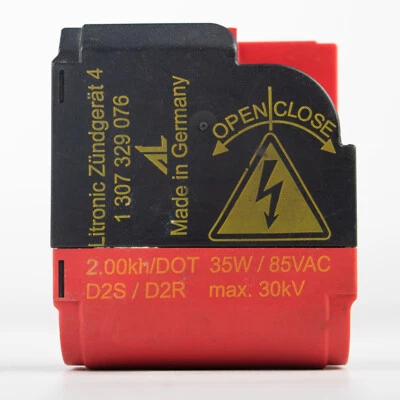 Litronic Zündgerät 4
1 307 329 076
AL
Made in Germany
OPEN CLOSE
2.00kh/DOT 35W / 85VAC
D2S / D2R max. 30kV